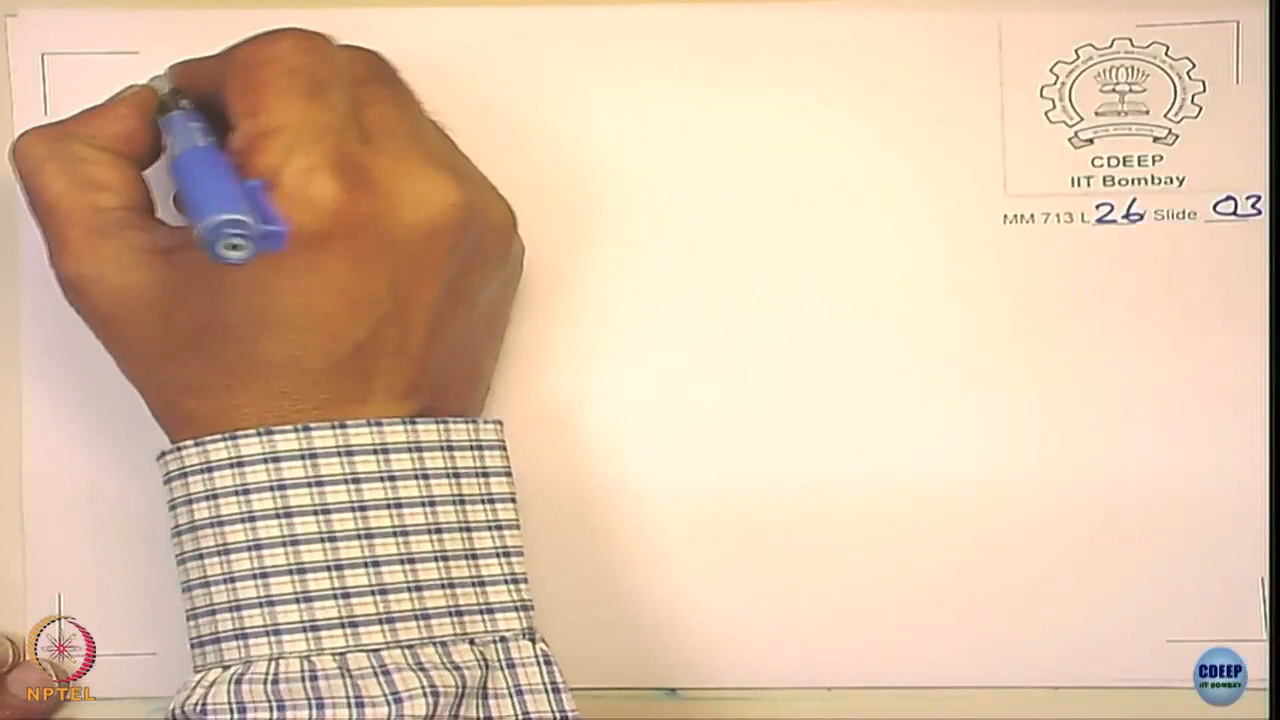 CDEEP
IIT Bombay
MM 713 L 26 Slide 03
NPTEL
CDEEP
IIT BOMBAY